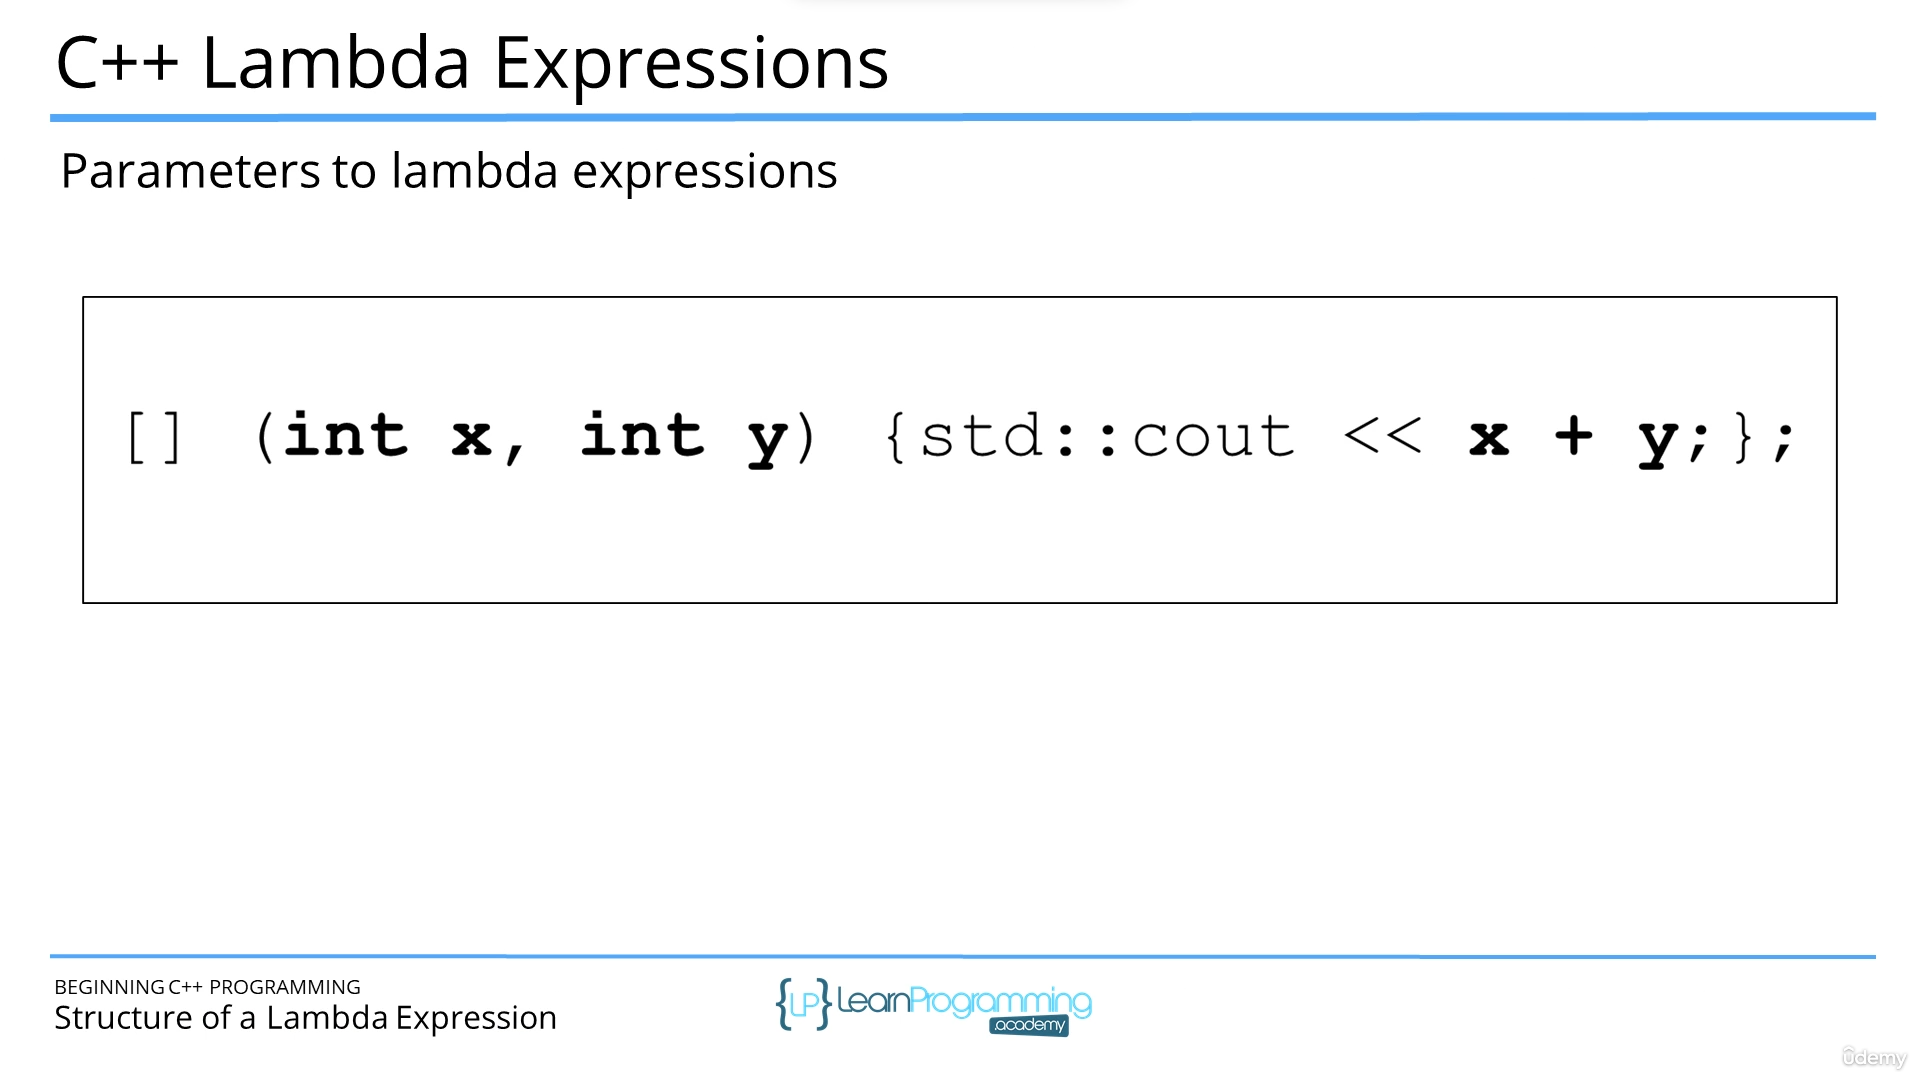 C++ Lambda Expressions
Parameters to lambda expressions
[] (int x, int y) {std::cout << x + y;};
BEGINNING C++ PROGRAMMING
Structure of a Lambda Expression
{LP} LearnProgramming
academy
ûdemy